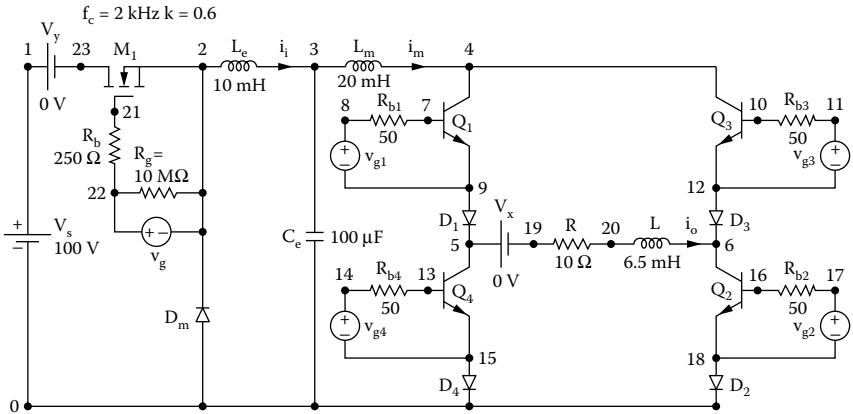 f_c = 2 kHz k = 0.6
V_y
1
23
M_1
2
L_e
i_i
3
L_m
i_m
4
0 V
10 mH
20 mH
21
8
R_b1
7
Q_1
Q_3
10
R_b3
11
50
50
R_b
250 Ω
R_g =
10 MΩ
v_g1
v_g3
22
9
12
V_s
100 V
v_g
D_1
V_x
D_3
C_e
100 μF
5
19
R
20
L
i_o
6
0 V
10 Ω
6.5 mH
14
R_b4
13
Q_4
Q_2
16
R_b2
17
50
50
D_m
v_g4
v_g2
15
18
D_4
D_2
0
+
−
+
−
+ −
+
−
+
−
+
−